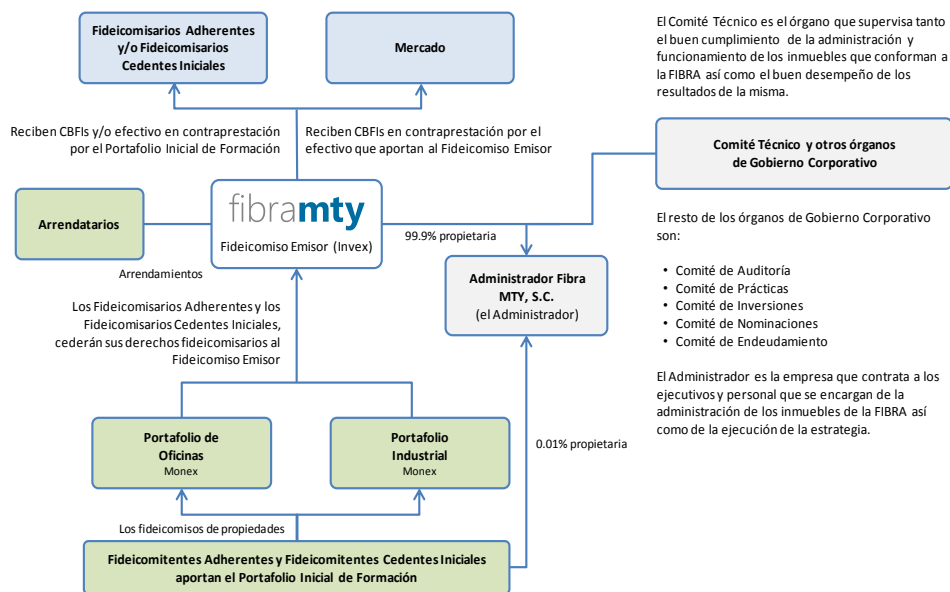 Fideicomisarios Adherentes
y/o Fideicomisarios
Cedentes Iniciales
Mercado
Reciben CBFIs y/o efectivo en contraprestación
por el Portafolio Inicial de Formación
Reciben CBFIs en contraprestación por el
efectivo que aportan al Fideicomiso Emisor
Arrendatarios
fibramty
Fideicomiso Emisor (Invex)
99.9% propietaria
Arrendamientos
Administrador Fibra
MTY, S.C.
(el Administrador)
Los Fideicomisarios Adherentes y los
Fideicomisarios Cedentes Iniciales,
cederán sus derechos fideicomisarios al
Fideicomiso Emisor
Portafolio de
Oficinas
Monex
Portafolio
Industrial
Monex
0.01% propietaria
Los fideicomisos de propiedades
Fideicomitentes Adherentes y Fideicomitentes Cedentes Iniciales
aportan el Portafolio Inicial de Formación
El Comité Técnico es el órgano que supervisa tanto
el buen cumplimiento de la administración y
funcionamiento de los inmuebles que conforman a
la FIBRA así como el buen desempeño de los
resultados de la misma.
Comité Técnico y otros órganos
de Gobierno Corporativo
El resto de los órganos de Gobierno Corporativo
son:
• Comité de Auditoría
• Comité de Prácticas
• Comité de Inversiones
• Comité de Nominaciones
• Comité de Endeudamiento
El Administrador es la empresa que contrata a los
ejecutivos y personal que se encargan de la
administración de los inmuebles de la FIBRA así
como de la ejecución de la estrategia.